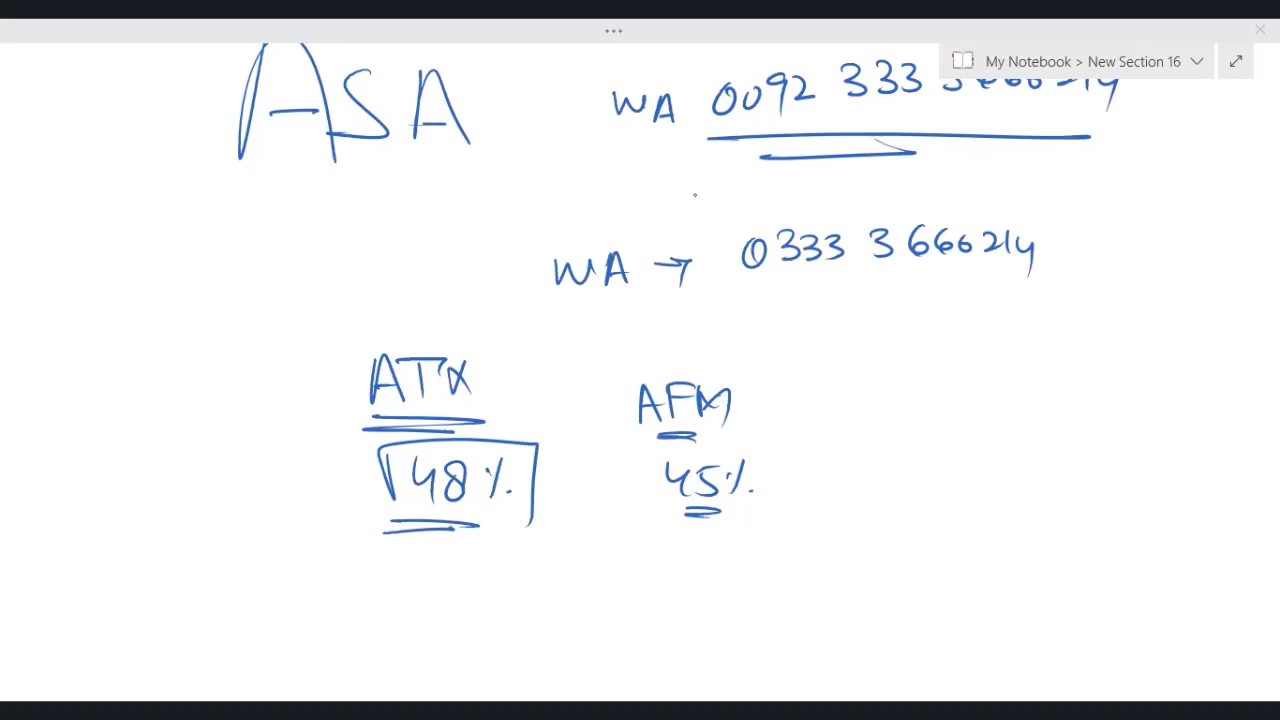 My Notebook > New Section 16
ASA
WA 0092 333
WA → 0333 3666214
ATX
AFM
48%
45%